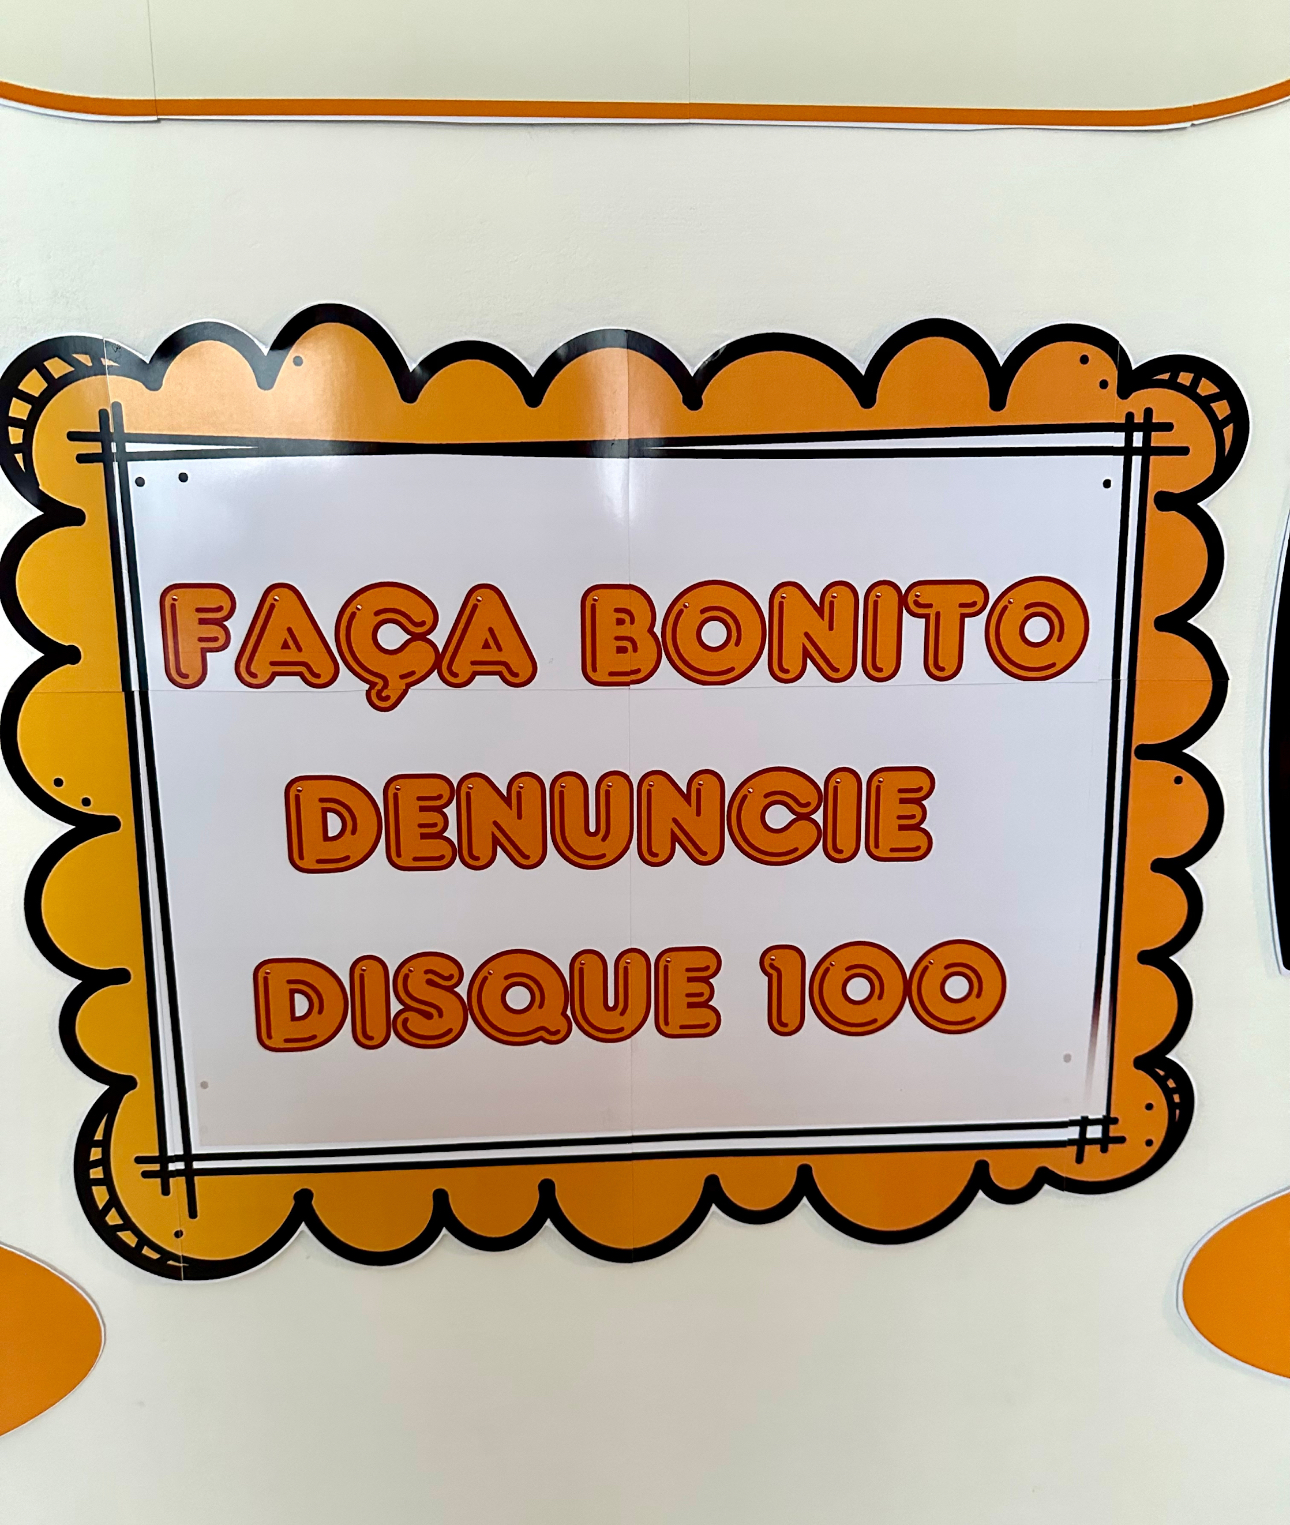 FAÇA BONITO
DENUNCIE
DISQUE 100